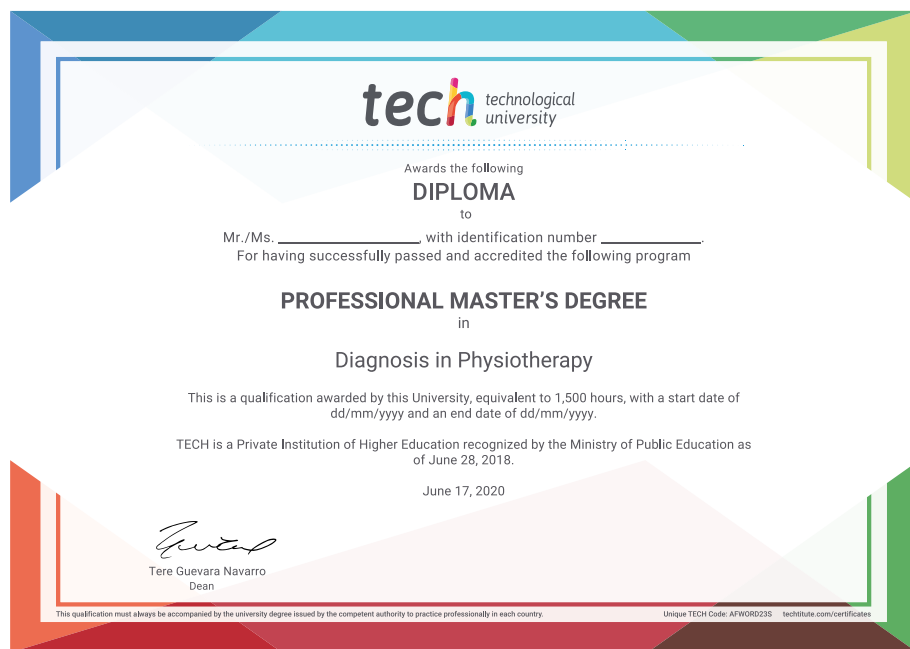 tech technological
university
Awards the following
DIPLOMA
to
Mr./Ms. ________________, with identification number ____________.
For having successfully passed and accredited the following program
PROFESSIONAL MASTER’S DEGREE
in
Diagnosis in Physiotherapy
This is a qualification awarded by this University, equivalent to 1,500 hours, with a start date of
dd/mm/yyyy and an end date of dd/mm/yyyy.
TECH is a Private Institution of Higher Education recognized by the Ministry of Public Education as
of June 28, 2018.
June 17, 2020
Tere Guevara Navarro
Dean
This qualification must always be accompanied by the university degree issued by the competent authority to practice professionally in each country. Unique TECH Code: AFWORD23S techtitute.com/certificates